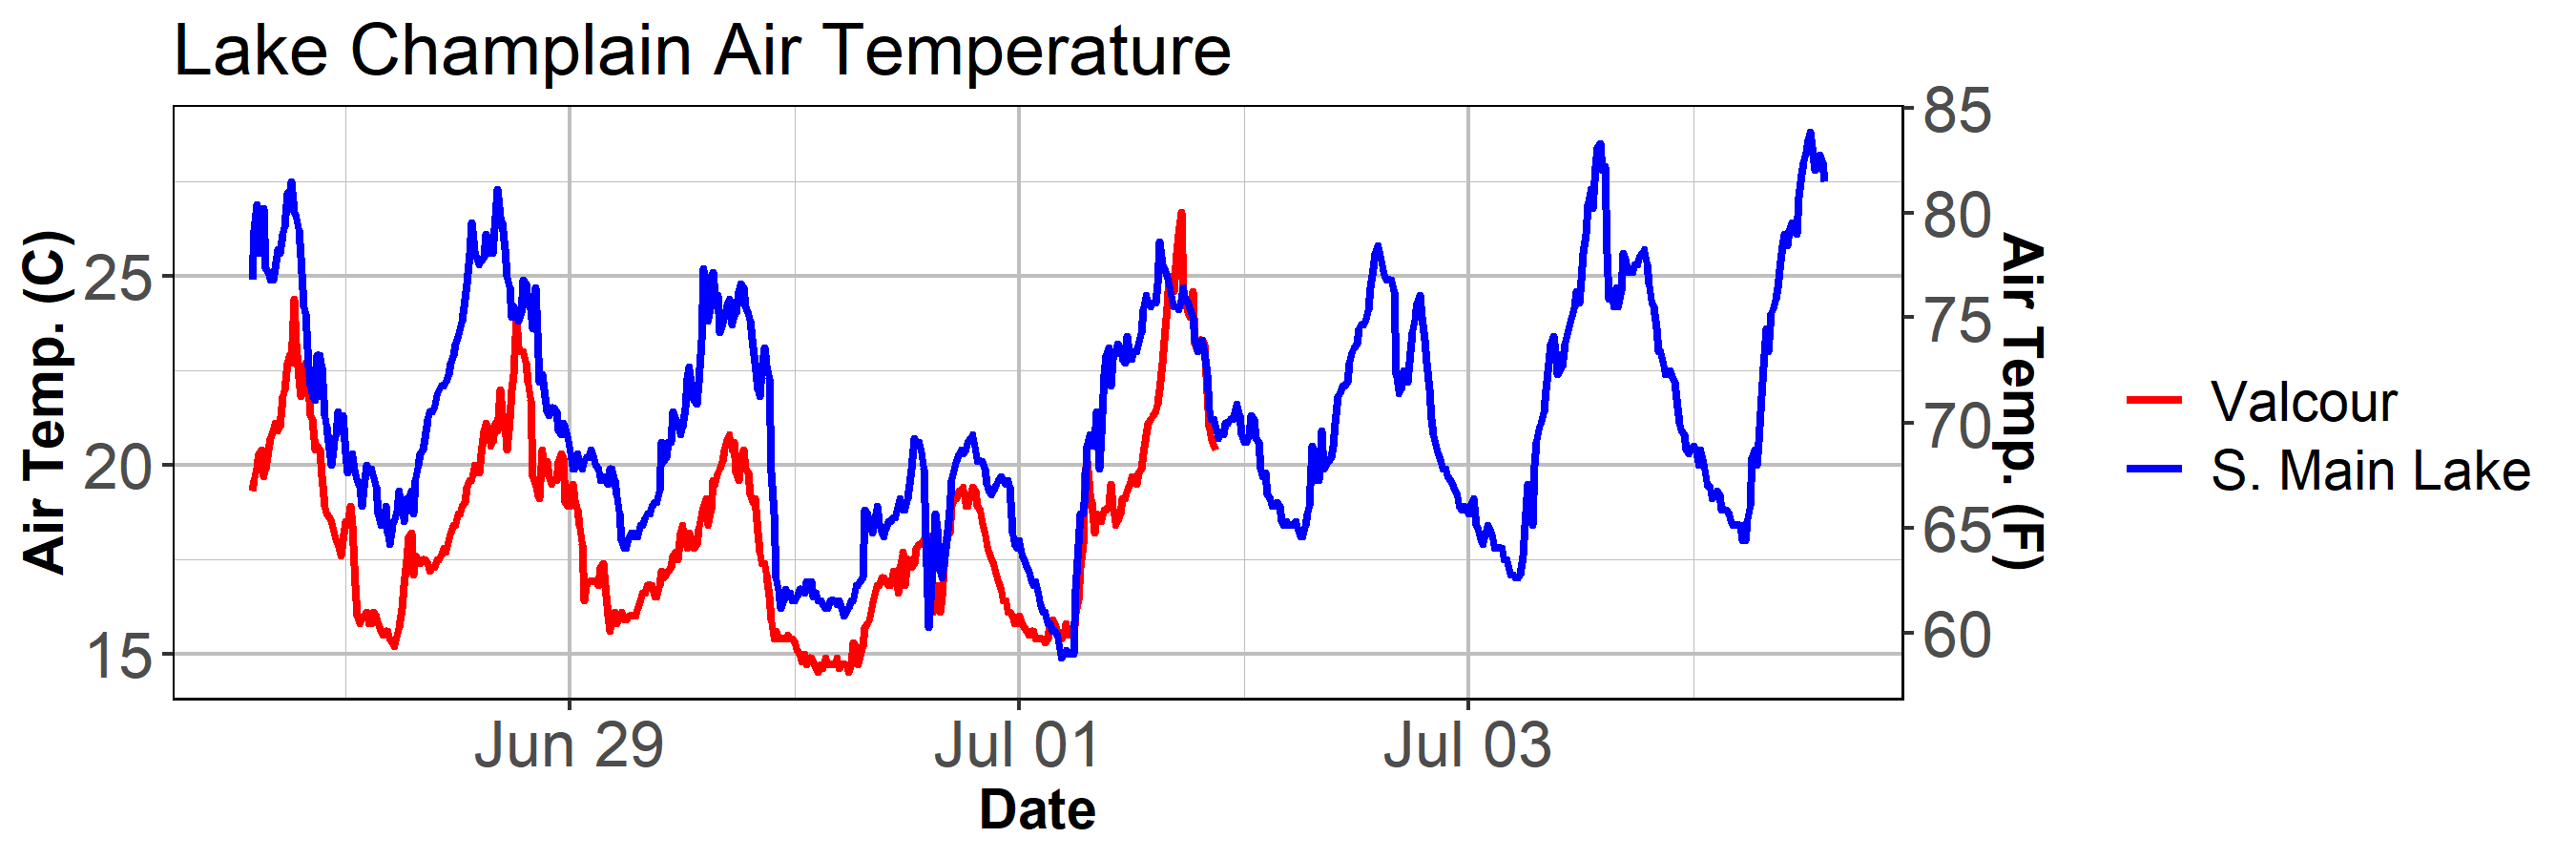 Lake Champlain Air Temperature
Air Temp. (C)
25
20
15
85
80
75
70
65
60
Air Temp. (F)
Jun 29
Jul 01
Jul 03
Date
Valcour
S. Main Lake